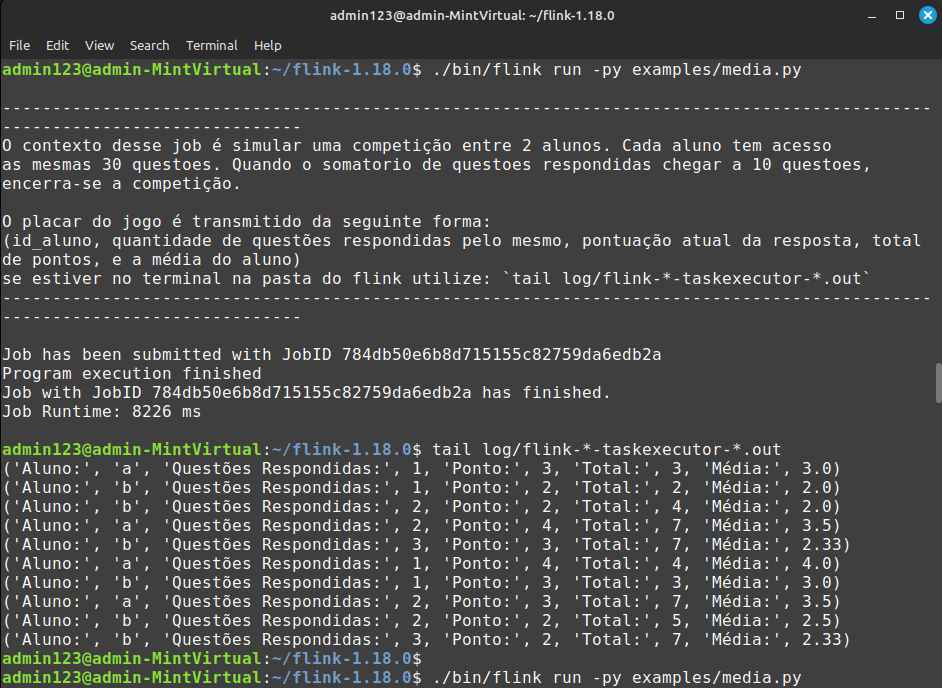 admin123@admin-MintVirtual: ~/flink-1.18.0
File Edit View Search Terminal Help
admin123@admin-MintVirtual:~/flink-1.18.0$ ./bin/flink run -py examples/media.py
---------------------------------------------------------------------------------------------
------------------------------
O contexto desse job é simular uma competição entre 2 alunos. Cada aluno tem acesso
as mesmas 30 questoes. Quando o somatorio de questoes respondidas chegar a 10 questoes,
encerra-se a competição.
O placar do jogo é transmitido da seguinte forma:
(id_aluno, quantidade de questões respondidas pelo mesmo, pontuação atual da resposta, total
de pontos, e a média do aluno)
se estiver no terminal na pasta do flink utilize: `tail log/flink-*-taskexecutor-*.out`
---------------------------------------------------------------------------------------------
------------------------------
Job has been submitted with JobID 784db50e6b8d715155c82759da6edb2a
Program execution finished
Job with JobID 784db50e6b8d715155c82759da6edb2a has finished.
Job Runtime: 8226 ms
admin123@admin-MintVirtual:~/flink-1.18.0$ tail log/flink-*-taskexecutor-*.out
('Aluno:', 'a', 'Questões Respondidas:', 1, 'Ponto:', 3, 'Total:', 3, 'Média:', 3.0)
('Aluno:', 'b', 'Questões Respondidas:', 1, 'Ponto:', 2, 'Total:', 2, 'Média:', 2.0)
('Aluno:', 'b', 'Questões Respondidas:', 2, 'Ponto:', 2, 'Total:', 4, 'Média:', 2.0)
('Aluno:', 'a', 'Questões Respondidas:', 2, 'Ponto:', 4, 'Total:', 7, 'Média:', 3.5)
('Aluno:', 'b', 'Questões Respondidas:', 3, 'Ponto:', 3, 'Total:', 7, 'Média:', 2.33)
('Aluno:', 'a', 'Questões Respondidas:', 1, 'Ponto:', 4, 'Total:', 4, 'Média:', 4.0)
('Aluno:', 'b', 'Questões Respondidas:', 1, 'Ponto:', 3, 'Total:', 3, 'Média:', 3.0)
('Aluno:', 'a', 'Questões Respondidas:', 2, 'Ponto:', 3, 'Total:', 7, 'Média:', 3.5)
('Aluno:', 'b', 'Questões Respondidas:', 2, 'Ponto:', 2, 'Total:', 5, 'Média:', 2.5)
('Aluno:', 'b', 'Questões Respondidas:', 3, 'Ponto:', 2, 'Total:', 7, 'Média:', 2.33)
admin123@admin-MintVirtual:~/flink-1.18.0$
admin123@admin-MintVirtual:~/flink-1.18.0$ ./bin/flink run -py examples/media.py